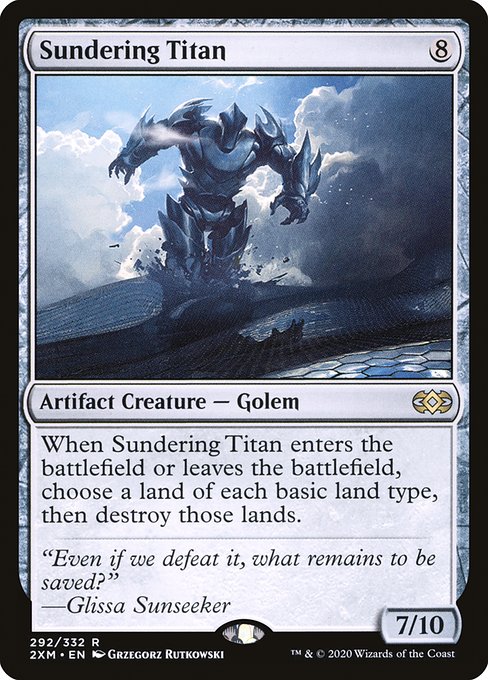 Sundering Titan 8
Artifact Creature — Golem
When Sundering Titan enters the
battlefield or leaves the battlefield,
choose a land of each basic land type,
then destroy those lands.
“Even if we defeat it, what remains to be
saved?”
—Glissa Sunseeker
7/10
292/332 R
2XM • EN Grzegorz Rutkowski
™ & © 2020 Wizards of the Coast